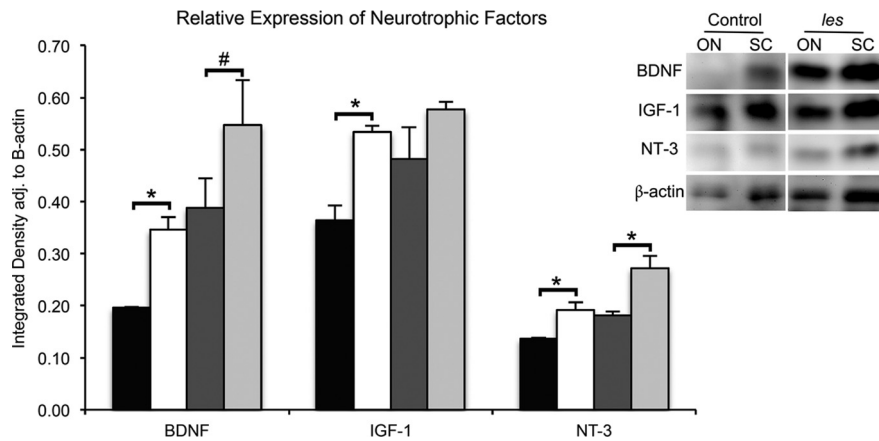 Relative Expression of Neurotrophic Factors
Integrated Density adj. to B-actin
0.70
0.60
0.50
0.40
0.30
0.20
0.10
0.00
*
#
*
*
*
BDNF IGF-1 NT-3
Control les
ON SC ON SC
BDNF
IGF-1
NT-3
β-actin